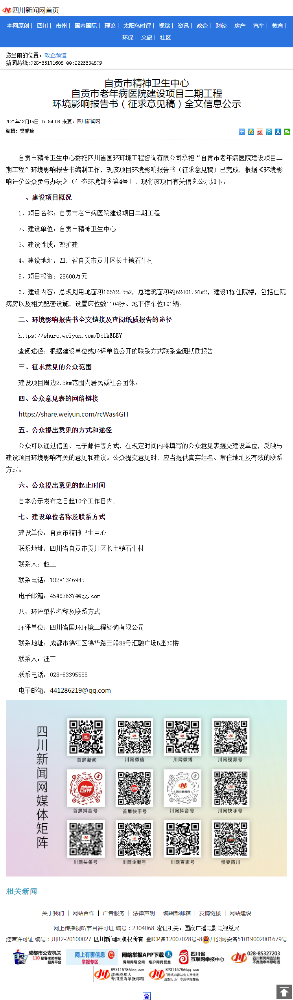 四川新闻网首页
本网原创 | 四川 | 市州 | 国内国际 | 理论 | 太阳鸟时评 | 视觉 | 资讯 | 政企 | 财经 | 房产 | 汽车 | 教育 |
环保 | 文旅 | 社区
您当前的位置：政企频道
新闻热线:028-85171608 QQ:2226834809
自贡市精神卫生中心
自贡市老年病医院建设项目二期工程
环境影响报告书（征求意见稿）全文信息公示
2021年12月15日 17:59:08 来源：四川新闻网
编辑：樊睿琦
自贡市精神卫生中心委托四川省国环环境工程咨询有限公司承担“自贡市老年病医院建设项目二
期工程”环境影响报告书编制工作，现该项目环境影响报告书（征求意见稿）已完成，根据《环境影
响评价公众参与办法》（生态环境部令第4号），现将该项目有关信息公示如下：
一、建设项目概况
1、项目名称：自贡市老年病医院建设项目二期工程
2、建设单位：自贡市精神卫生中心
3、建设性质：改扩建
4、建设地址：四川省自贡市贡井区长土镇石牛村
5、项目投资：28600万元
6、建设内容：总规划用地面积16572.3m2，总建筑面积约62401.91m2，建设1栋住院楼，包括住院
病房以及相关配套设施，设置床位数1104张、地下停车位191辆。
二、环境影响报告书全文链接及查阅纸质报告的途径
https://share.weiyun.com/DclkEBEY
查阅途径：根据建设单位或环评单位公开的联系方式联系查阅纸质报告
三、征求意见的公众范围
建设项目周边2.5km范围内居民或社会团体。
四、公众意见表的网络链接
https://share.weiyun.com/rcWas4GH
五、公众提出意见的方式和途径
公众可以通过信函、电子邮件等方式，在规定时间内将填写的公众意见表提交建设单位，反映与
建设项目环境影响有关的意见和建议。公众提交意见时，应当提供真实姓名、常住地址及有效的联系
方式。
六、公众提出意见的起止时间
自本公示发布之日起10个工作日内。
七、建设单位名称及联系方式
建设单位：自贡市精神卫生中心
联系地址：四川省自贡市贡井区长土镇石牛村
联系人：赵工
联系电话：18281346945
电子邮箱：454626374@qq.com
八、环评单位名称及联系方式
环评单位：四川省国环环境工程咨询有限公司
联系地址：成都市锦江区锦华路三段88号汇融广场B座30楼
联系人：汪工
联系电话：028-83395555
电子邮箱：441286219@qq.com
四川新闻网媒体矩阵
首屏新闻 川网微信 川网微博 川网视频号
首屏抖音号 首屏快手号 川网抖音号 川网快手号
川网头条号 川网企鹅号 川网百家号 慢耍四川
相关新闻
关于我们 | 网站合作 | 广告服务 | 法律声明 | 编辑部邮箱 | 友情链接 | 网站建设
网上传播视听节目许可证 编号：2304068 发证机关：国家广播电影电视总局
经营许可证 编号：川B2-20100027 四川新闻网版权所有 蜀ICP备12007028号-8 川公网安备51019002001679号
成都市公安机关
110 报警求助举报
服务平台
网上有害信息
举报专区
网络举报APP下载
清朗网络空间 维护网民权益
四川省
互联网举报中心
028-85327203
四川新闻网违法和
不良信息举报电话
893115786@qq.com
涉未成年人
专用投诉举报邮箱
893115786@qq.com
“网络内容从业人员违法
违规行为”专用举报邮箱